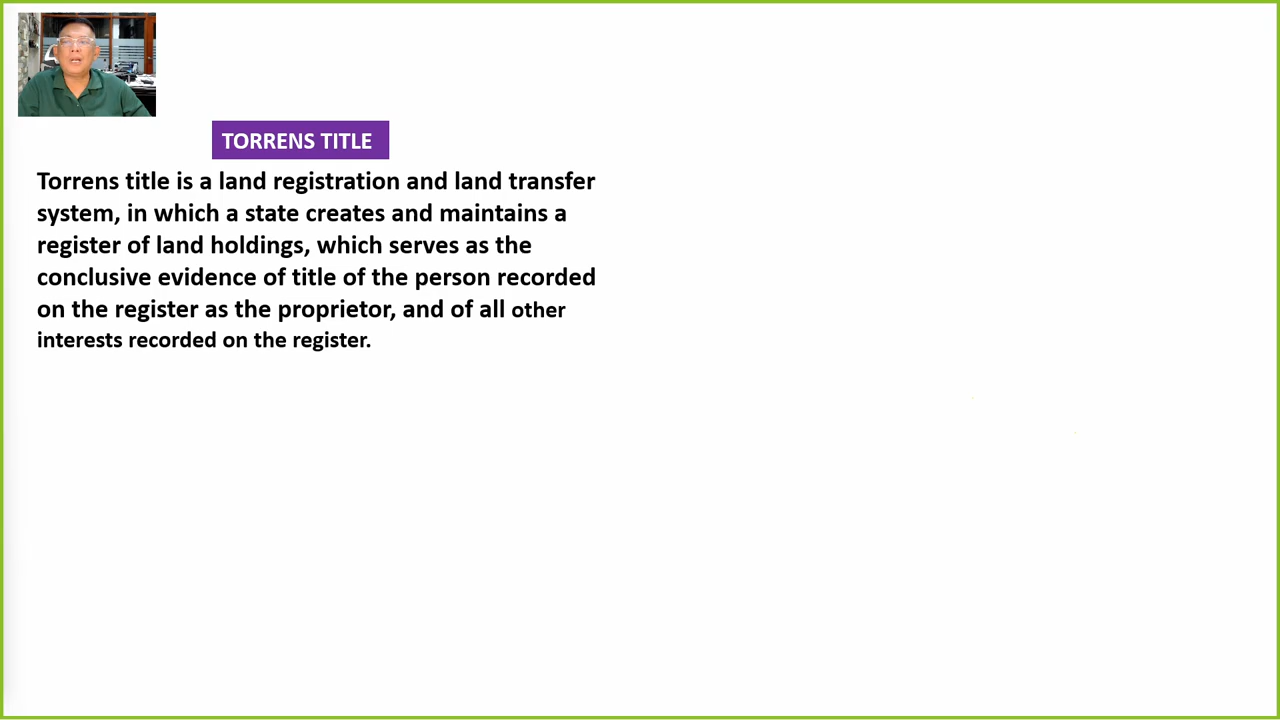 TORRENS TITLE
Torrens title is a land registration and land transfer
system, in which a state creates and maintains a
register of land holdings, which serves as the
conclusive evidence of title of the person recorded
on the register as the proprietor, and of all other
interests recorded on the register.